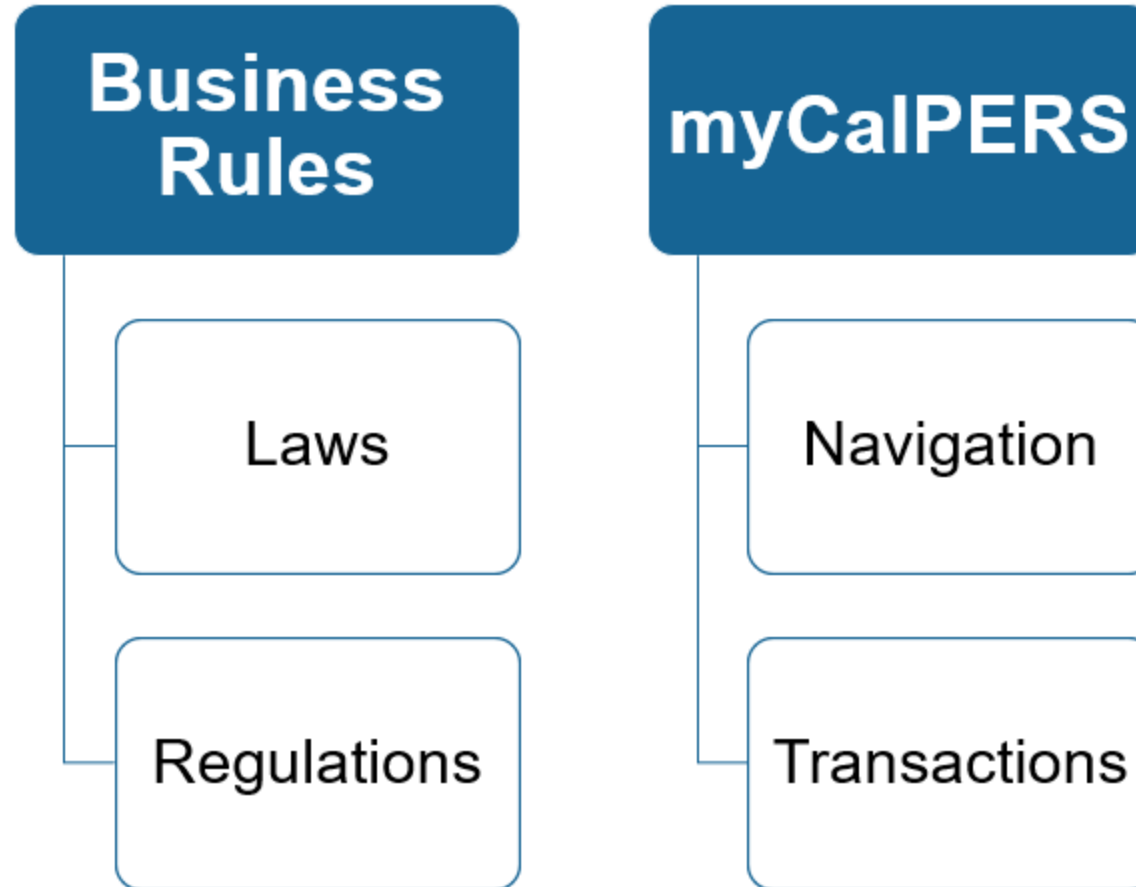 Business
Rules
Laws
Regulations
myCalPERS
Navigation
Transactions